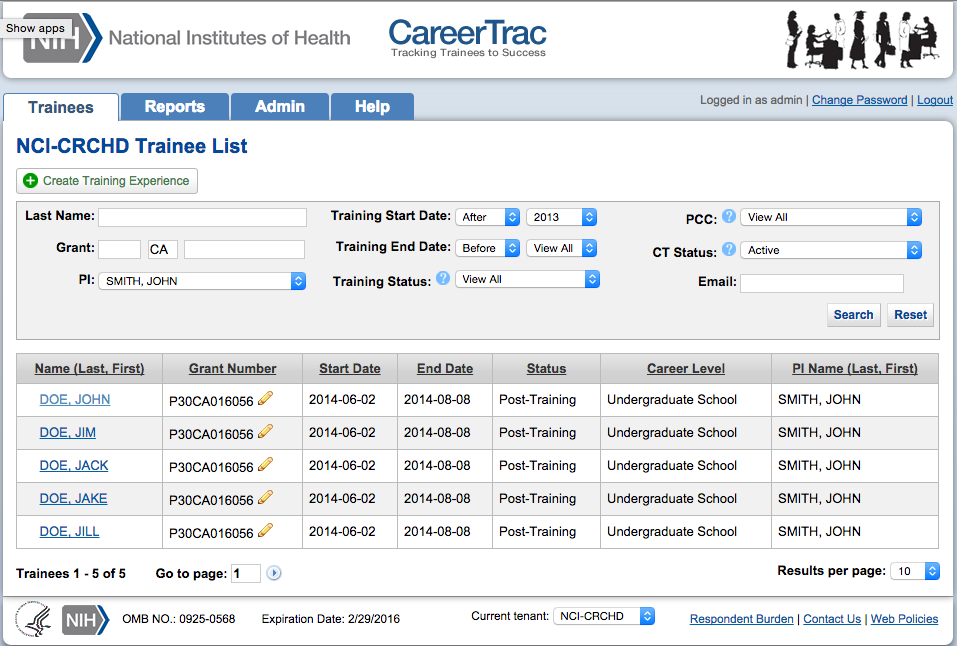 Show apps
NIH National Institutes of Health
CareerTrac
Tracking Trainees to Success
Trainees Reports Admin Help
Logged in as admin | Change Password | Logout
NCI-CRCHD Trainee List
Create Training Experience
Last Name: Training Start Date: After 2013 PCC: ? View All
Grant: CA Training End Date: Before View All CT Status: ? Active
PI: SMITH, JOHN Training Status: ? View All Email:
Search Reset
Name (Last, First) Grant Number Start Date End Date Status Career Level PI Name (Last, First)
DOE, JOHN P30CA016056 2014-06-02 2014-08-08 Post-Training Undergraduate School SMITH, JOHN
DOE, JIM P30CA016056 2014-06-02 2014-08-08 Post-Training Undergraduate School SMITH, JOHN
DOE, JACK P30CA016056 2014-06-02 2014-08-08 Post-Training Undergraduate School SMITH, JOHN
DOE, JAKE P30CA016056 2014-06-02 2014-08-08 Post-Training Undergraduate School SMITH, JOHN
DOE, JILL P30CA016056 2014-06-02 2014-08-08 Post-Training Undergraduate School SMITH, JOHN
Trainees 1 - 5 of 5 Go to page: 1 Results per page: 10
NIH OMB NO.: 0925-0568 Expiration Date: 2/29/2016 Current tenant: NCI-CRCHD Respondent Burden | Contact Us | Web Policies